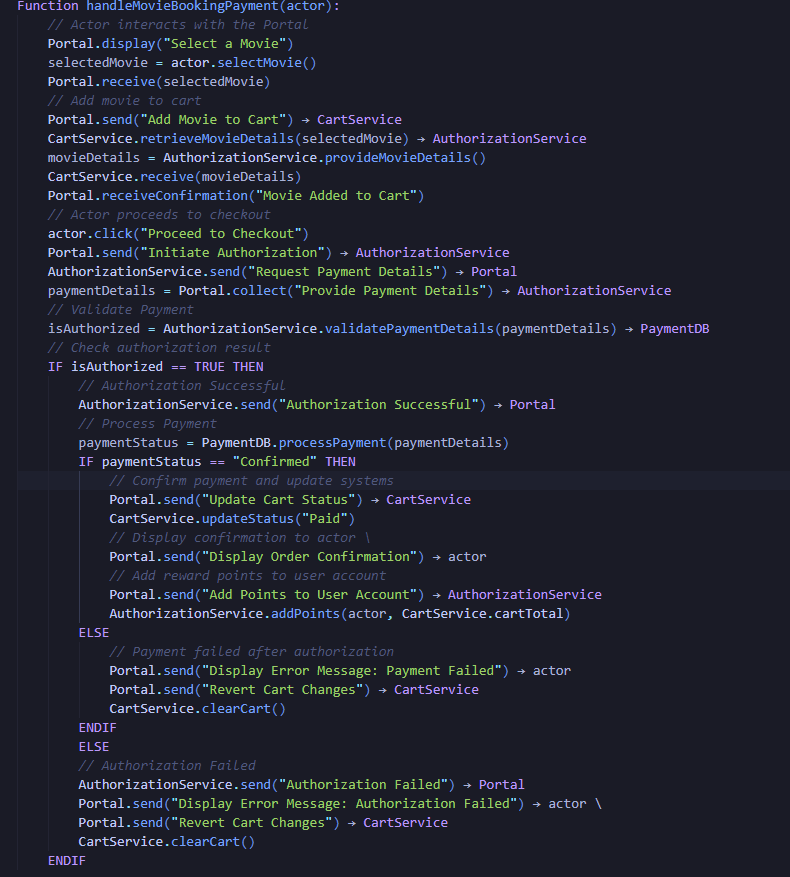 Function handleMovieBookingPayment(actor):
    // Actor interacts with the Portal
    Portal.display("Select a Movie")
    selectedMovie = actor.selectMovie()
    Portal.receive(selectedMovie)
    // Add movie to cart
    Portal.send("Add Movie to Cart") → CartService
    CartService.retrieveMovieDetails(selectedMovie) → AuthorizationService
    movieDetails = AuthorizationService.provideMovieDetails()
    CartService.receive(movieDetails)
    Portal.receiveConfirmation("Movie Added to Cart")
    // Actor proceeds to checkout
    actor.click("Proceed to Checkout")
    Portal.send("Initiate Authorization") → AuthorizationService
    AuthorizationService.send("Request Payment Details") → Portal
    paymentDetails = Portal.collect("Provide Payment Details") → AuthorizationService
    // Validate Payment
    isAuthorized = AuthorizationService.validatePaymentDetails(paymentDetails) → PaymentDB
    // Check authorization result
    IF isAuthorized == TRUE THEN
        // Authorization Successful
        AuthorizationService.send("Authorization Successful") → Portal
        // Process Payment
        paymentStatus = PaymentDB.processPayment(paymentDetails)
        IF paymentStatus == "Confirmed" THEN
            // Confirm payment and update systems
            Portal.send("Update Cart Status") → CartService
            CartService.updateStatus("Paid")
            // Display confirmation to actor \
            Portal.send("Display Order Confirmation") → actor
            // Add reward points to user account
            Portal.send("Add Points to User Account") → AuthorizationService
            AuthorizationService.addPoints(actor, CartService.cartTotal)
        ELSE
            // Payment failed after authorization
            Portal.send("Display Error Message: Payment Failed") → actor
            Portal.send("Revert Cart Changes") → CartService
            CartService.clearCart()
        ENDIF
        ELSE
        // Authorization Failed
        AuthorizationService.send("Authorization Failed") → Portal
        Portal.send("Display Error Message: Authorization Failed") → actor \
        Portal.send("Revert Cart Changes") → CartService
        CartService.clearCart()
    ENDIF